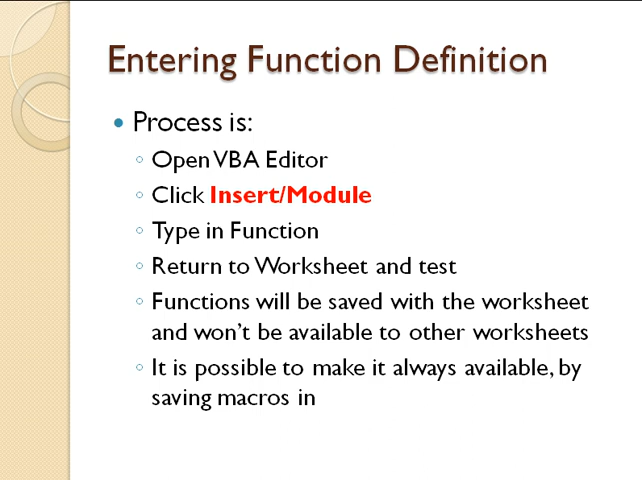 Entering Function Definition
Process is:
Open VBA Editor
Click Insert/Module
Type in Function
Return to Worksheet and test
Functions will be saved with the worksheet
and won't be available to other worksheets
It is possible to make it always available, by
saving macros in